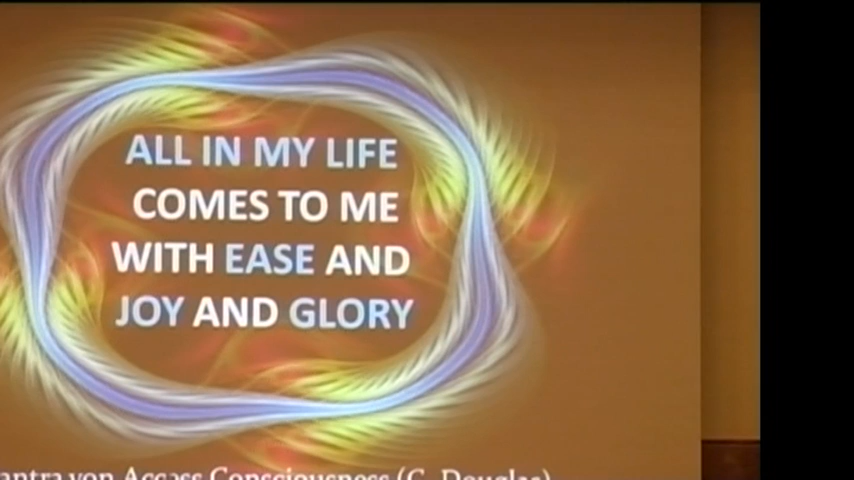 ALL IN MY LIFE
COMES TO ME
WITH EASE AND
JOY AND GLORY
von Access Consciousness (G. Douglas)